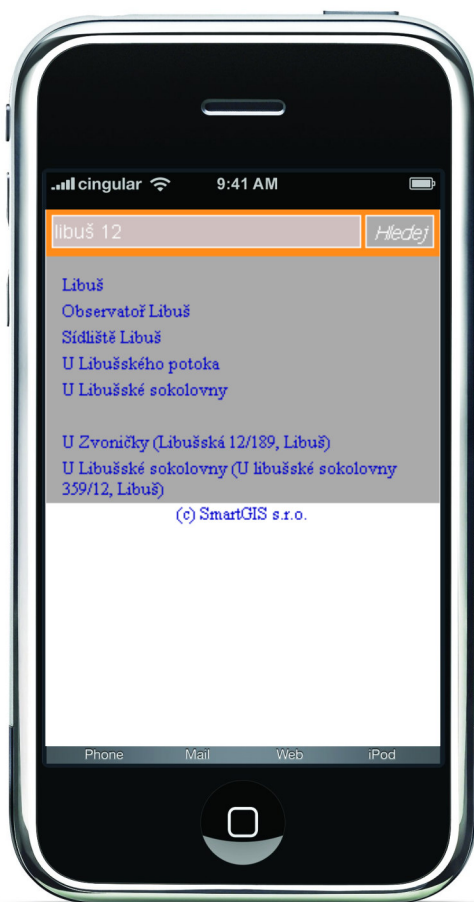 cingular 9:41 AM
libuš 12 Hledej
Libuš
Observatoř Libuš
Sídliště Libuš
U Libušského potoka
U Libušské sokolovny
U Zvoničky (Libušská 12/189, Libuš)
U Libušské sokolovny (U libušské sokolovny
359/12, Libuš)
(c) SmartGIS s.r.o.
Phone Mail Web iPod